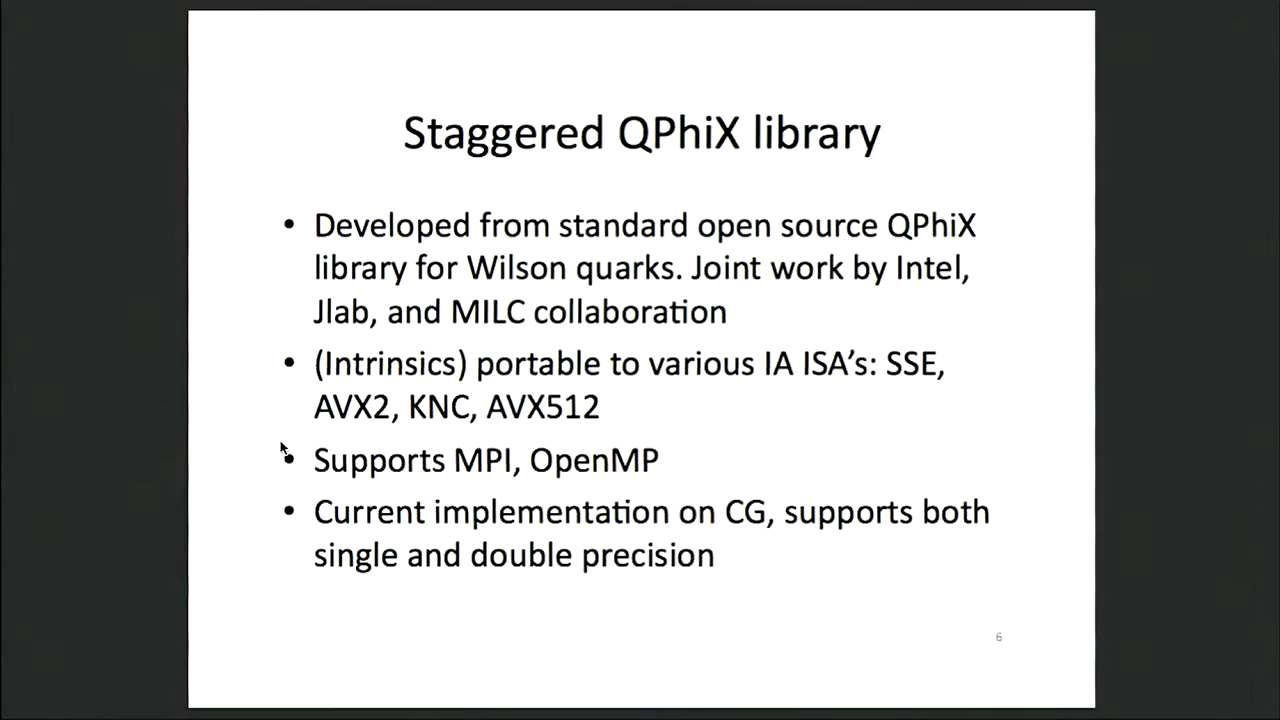 Staggered QPhiX library
• Developed from standard open source QPhiX
library for Wilson quarks. Joint work by Intel,
Jlab, and MILC collaboration
• (Intrinsics) portable to various IA ISA’s: SSE,
AVX2, KNC, AVX512
• Supports MPI, OpenMP
• Current implementation on CG, supports both
single and double precision
6